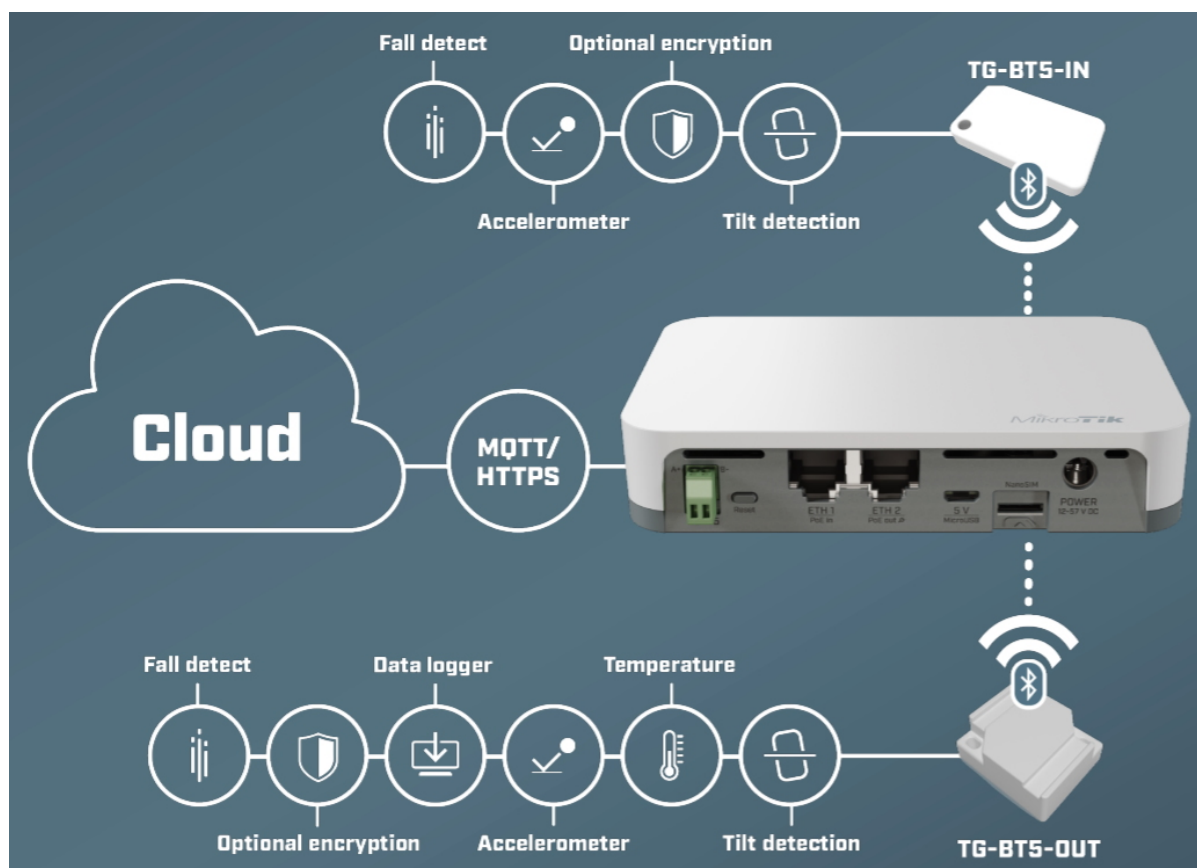 Fall detect
Optional encryption
TG-BT5-IN
Accelerometer
Tilt detection
Cloud
MQTT/
HTTPS
MikroTik
Reset
ETH 1
PoE in
ETH 2
PoE out
5 V
MicroUSB
NanoSIM
POWER
12-57 V DC
Fall detect
Data logger
Temperature
Optional encryption
Accelerometer
Tilt detection
TG-BT5-OUT